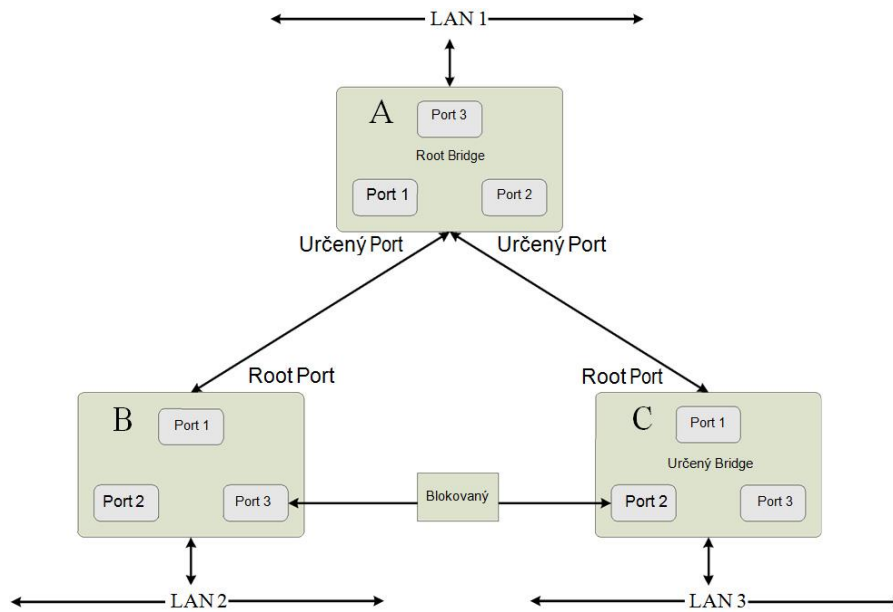 LAN 1
A
Port 3
Root Bridge
Port 1
Port 2
Určený Port
Určený Port
Root Port
Root Port
B
Port 1
C
Port 1
Určený Bridge
Port 2
Port 3
Blokovaný
Port 2
Port 3
LAN 2
LAN 3